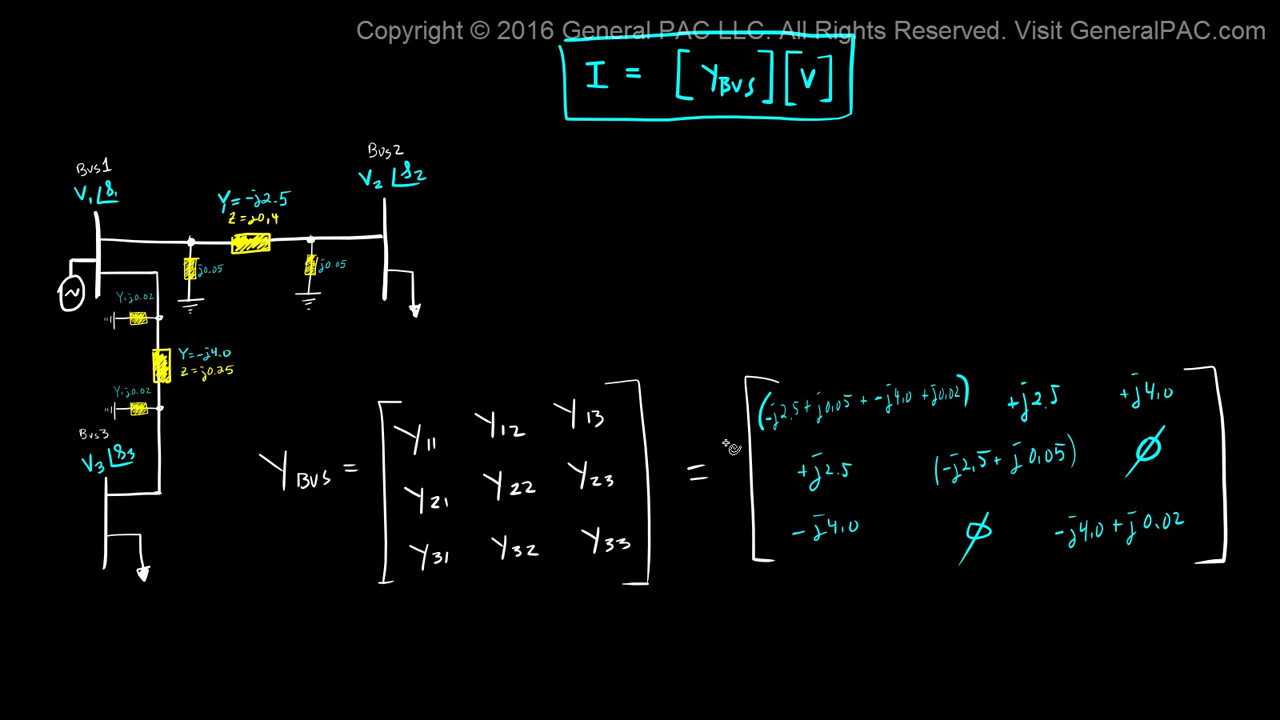 Copyright © 2016 General PAC LLC. All Rights Reserved. Visit GeneralPAC.com
I = [Y_BUS][V]
Bus1
V₁∠δ₁
Bus2
V₂∠δ₂
Y=-j2.5
Z=j0.4
j0.05
j0.05
Y=j0.02
Y=-j4.0
Z=j0.25
Y=j0.02
Bus3
V₃∠δ₃
Y_BUS = [Y₁₁ Y₁₂ Y₁₃
Y₂₁ Y₂₂ Y₂₃
Y₃₁ Y₃₂ Y₃₃]
= [(-j2.5+j0.05+-j4.0+j0.02) +j2.5 +j4.0
+j2.5 (-j2.5+j0.05) ∅
-j4.0 ∅ -j4.0+j0.02]